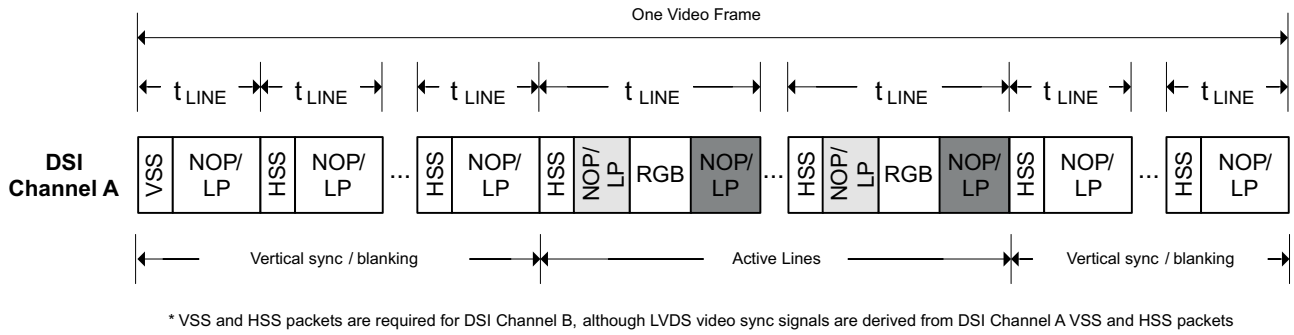 One Video Frame
t LINE t LINE t LINE t LINE t LINE t LINE t LINE
DSI Channel A
VSS NOP/LP HSS NOP/LP ... HSS NOP/LP HSS NOP/LP RGB NOP/LP ... HSS NOP/LP RGB NOP/LP HSS NOP/LP ... HSS NOP/LP
Vertical sync / blanking Active Lines Vertical sync / blanking
* VSS and HSS packets are required for DSI Channel B, although LVDS video sync signals are derived from DSI Channel A VSS and HSS packets